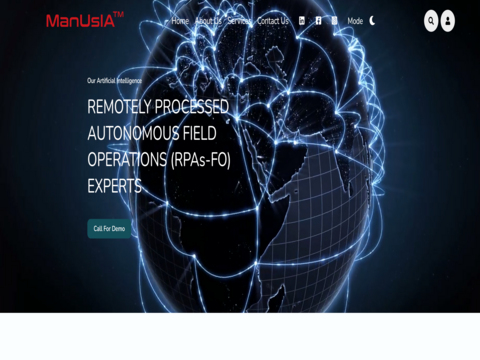 ManUsIA™
Home About Us Services Contact Us Mode
Our Artificial Intelligence
REMOTELY PROCESSED
AUTONOMOUS FIELD
OPERATIONS (RPAs-FO)
EXPERTS
Call For Demo